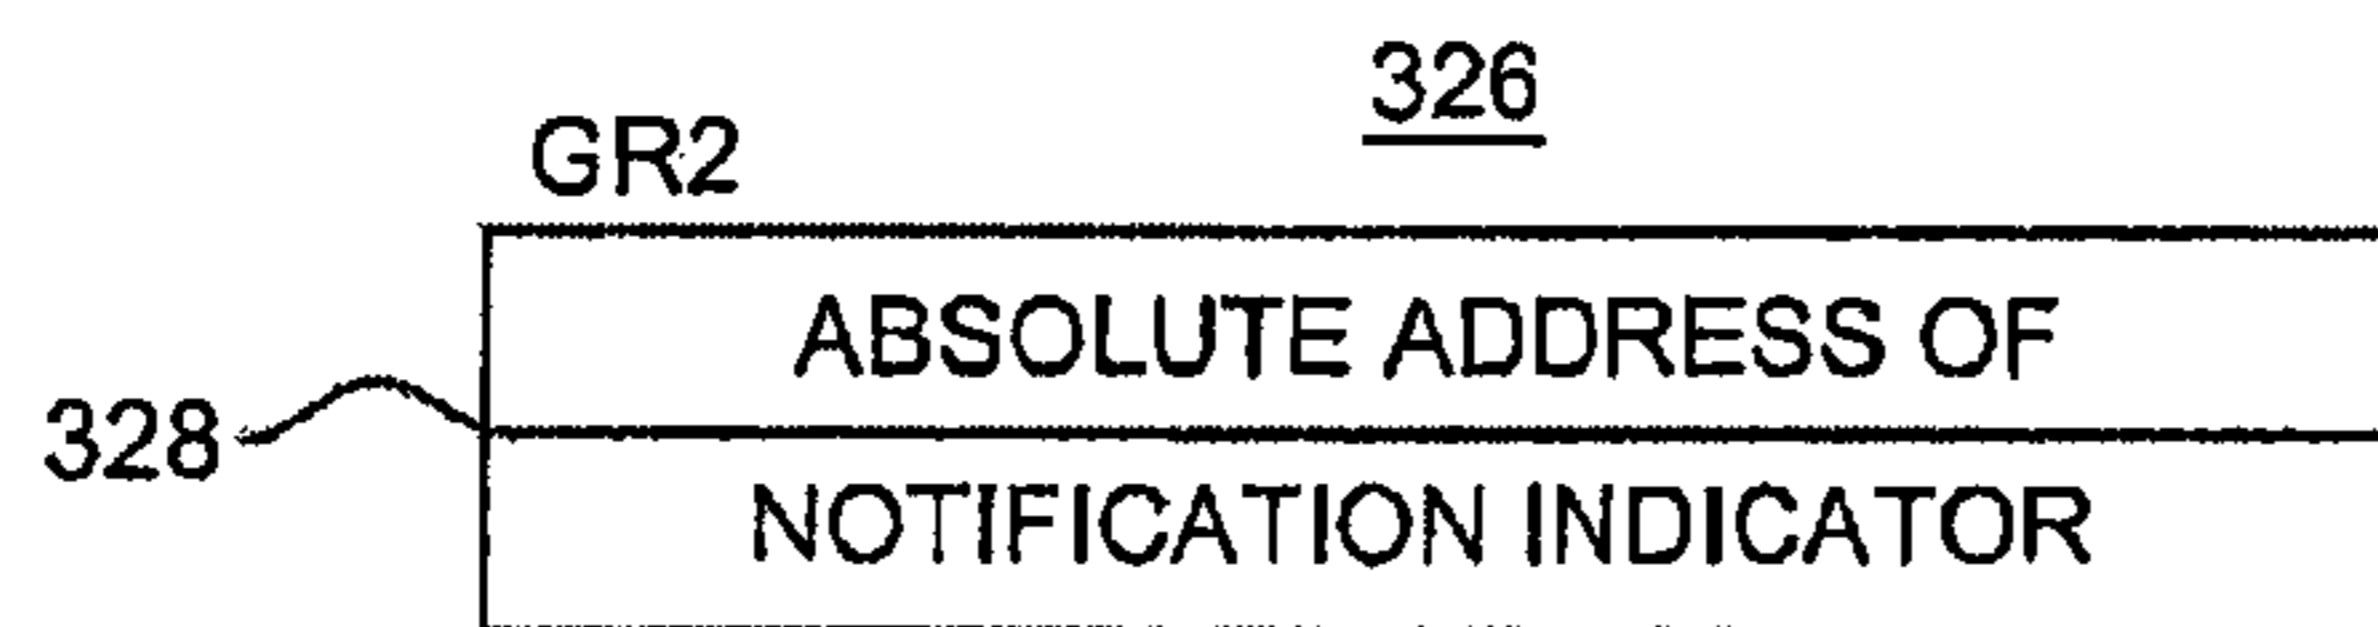 326
GR2
ABSOLUTE ADDRESS OF
328
NOTIFICATION INDICATOR